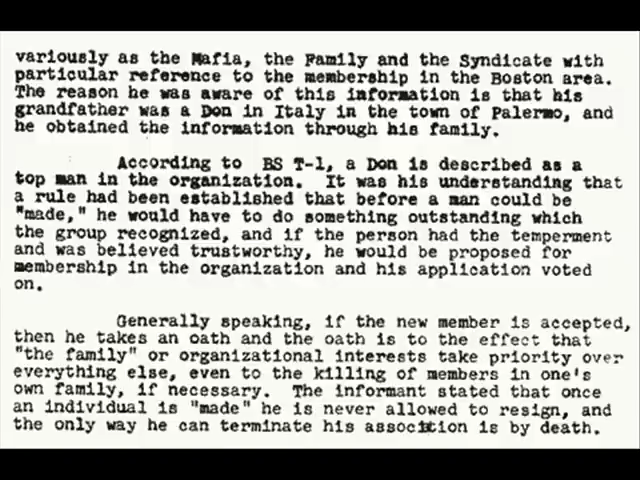 variously as the Mafia, the Family and the Syndicate with
particular reference to the membership in the Boston area.
The reason he was aware of this information is that his
grandfather was a Don in Italy in the town of Palermo, and
he obtained the information through his family.
According to BS T-1, a Don is described as a
top man in the organization. It was his understanding that
a rule had been established that before a man could be
"made," he would have to do something outstanding which
the group recognized, and if the person had the temperment
and was believed trustworthy, he would be proposed for
membership in the organization and his application voted
on.
Generally speaking, if the new member is accepted,
then he takes an oath and the oath is to the effect that
"the family" or organizational interests take priority over
everything else, even to the killing of members in one's
own family, if necessary. The informant stated that once
an individual is "made" he is never allowed to resign, and
the only way he can terminate his association is by death.